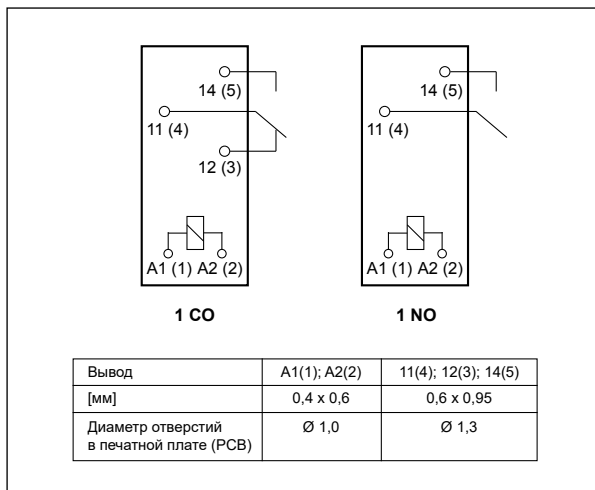 14 (5)
11 (4)
12 (3)
A1 (1) A2 (2)
1 CO
14 (5)
11 (4)
A1 (1) A2 (2)
1 NO
Вывод A1(1); A2(2) 11(4); 12(3); 14(5)
[мм] 0,4 x 0,6 0,6 x 0,95
Диаметр отверстий Ø 1,0 Ø 1,3
в печатной плате (PCB)